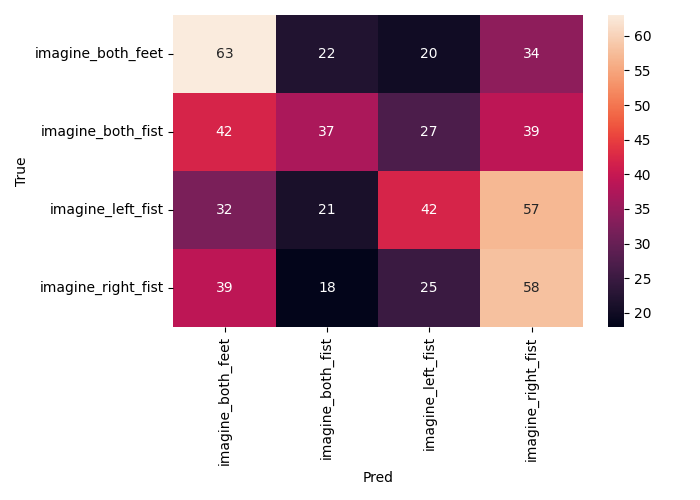 imagine_both_feet 63 22 20 34
imagine_both_fist 42 37 27 39
imagine_left_fist 32 21 42 57
imagine_right_fist 39 18 25 58
True
imagine_both_feet
imagine_both_fist
imagine_left_fist
imagine_right_fist
Pred
60
55
50
45
40
35
30
25
20